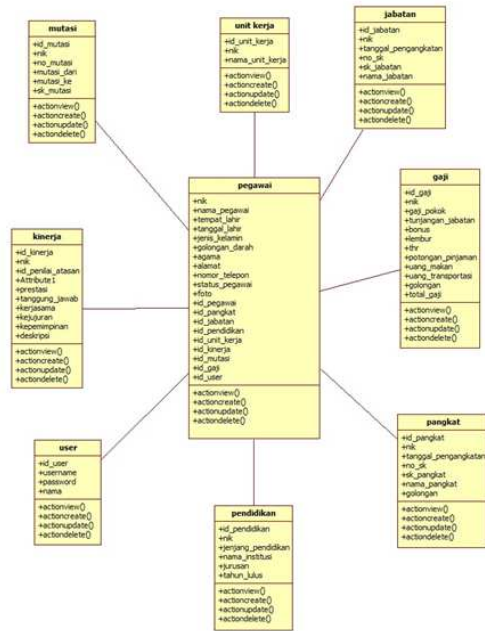 mutasi
+id_mutasi
+nik
+no_mutasi
+mutasi_dari
+mutasi_ke
+sk_mutasi
+actionview()
+actioncreate()
+actionupdate()
+actiondelete()
unit kerja
+id_unit_kerja
+nik
+nama_unit_kerja
+actionview()
+actioncreate()
+actionupdate()
+actiondelete()
jabatan
+id_jabatan
+nik
+tanggal_pengangkatan
+no_sk
+sk_jabatan
+nama_jabatan
+actionview()
+actioncreate()
+actionupdate()
+actiondelete()
kinerja
+id_kinerja
+nik
+id_penilai_atasan
+Attribute1
+prestasi
+tanggung_jawab
+kerjasama
+kejujuran
+kepemimpinan
+deskripsi
+actionview()
+actioncreate()
+actionupdate()
+actiondelete()
pegawai
+nik
+nama_pegawai
+tempat_lahir
+tanggal_lahir
+jenis_kelamin
+golongan_darah
+agama
+alamat
+nomor_telepon
+status_pegawai
+foto
+id_pegawai
+id_pangkat
+id_jabatan
+id_pendidikan
+id_unit_kerja
+id_kinerja
+id_mutasi
+id_gaji
+id_user
+actionview()
+actioncreate()
+actionupdate()
+actiondelete()
gaji
+id_gaji
+nik
+gaji_pokok
+tunjangan_jabatan
+bonus
+lembur
+thr
+potongan_pinjaman
+uang_makan
+uang_transportasi
+golongan
+total_gaji
+actionview()
+actioncreate()
+actionupdate()
+actiondelete()
user
+id_user
+username
+password
+nama
+actionview()
+actioncreate()
+actionupdate()
+actiondelete()
pendidikan
+id_pendidikan
+nik
+jenjang_pendidikan
+nama_institusi
+jurusan
+tahun_lulus
+actionview()
+actioncreate()
+actionupdate()
+actiondelete()
pangkat
+id_pangkat
+nik
+tanggal_pengangkatan
+no_sk
+sk_pangkat
+nama_pangkat
+golongan
+actionview()
+actioncreate()
+actionupdate()
+actiondelete()